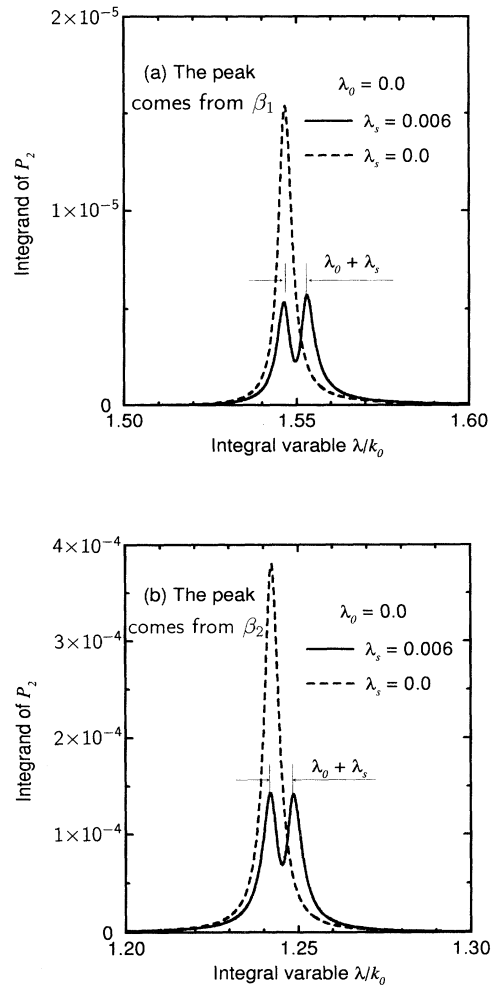 2×10⁻⁵
(a) The peak
comes from β₁
λ₀ = 0.0
λₛ = 0.006
λₛ = 0.0
1×10⁻⁵
λ₀ + λₛ
Integrand of P₂
0
1.50 1.55 1.60
Integral varable λ/k₀
4×10⁻⁴
(b) The peak
comes from β₂
λ₀ = 0.0
λₛ = 0.006
λₛ = 0.0
3×10⁻⁴
2×10⁻⁴
λ₀ + λₛ
1×10⁻⁴
Integrand of P₂
0
1.20 1.25 1.30
Integral variable λ/k₀